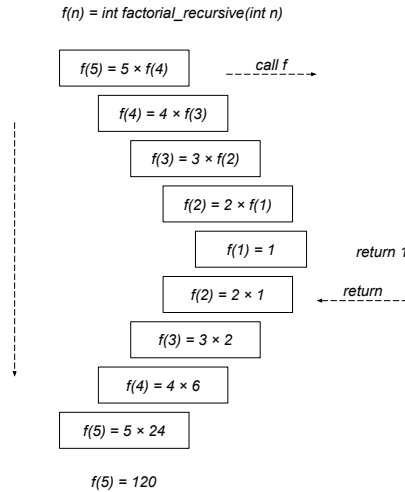 f(n) = int factorial_recursive(int n)
f(5) = 5 × f(4)
call f
f(4) = 4 × f(3)
f(3) = 3 × f(2)
f(2) = 2 × f(1)
f(1) = 1
return 1
f(2) = 2 × 1
return
f(3) = 3 × 2
f(4) = 4 × 6
f(5) = 5 × 24
f(5) = 120